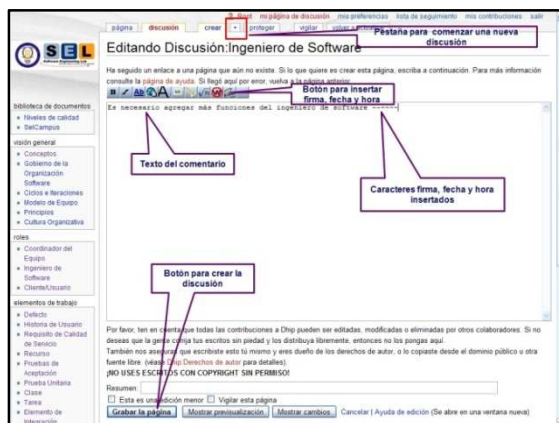 mi página de discusión mis preferencias lista de seguimiento mis contribuciones salir
página discusión crear + proteger vigilar
Pestaña para comenzar una nueva discusión
SEL
Editando Discusión:Ingeniero de Software
Ha seguido un enlace a una página que aún no existe. Si lo que quiere es crear esta página, escriba a continuación. Para más información
consulte la página de ayuda. Si llegó aquí por error, vuelva a la página anterior.
Botón para insertar
firma, fecha y hora
Es necesario agregar más funciones del ingeniero de software ------
Texto del comentario
Caracteres firma, fecha y hora
insertados
Botón para crear la
discusión
biblioteca de documentos
Niveles de calidad
SelCampus
visión general
Conceptos
Gobierno de la
Organización
Software
Ciclos e Iteraciones
Modelo de Equipo
Principios
Cultura Organizativa
roles
Coordinador del
Equipo
Ingeniero de
Software
Cliente/Usuario
elementos de trabajo
Defecto
Historia de Usuario
Requisito de Calidad
de Servicio
Recurso
Pruebas de
Aceptación
Prueba Unitaria
Clase
Tarea
Elemento de
Integración
Por favor, ten en cuenta que todas las contribuciones a Dhip pueden ser editadas, modificadas o eliminadas por otros colaboradores. Si no
deseas que la gente corrija tus escritos sin piedad y los distribuya libremente, entonces no los pongas aquí.
También nos aseguras que escribiste esto tú mismo y eres dueño de los derechos de autor, o lo copiaste desde el dominio público u otra
fuente libre. (véase Dhip:Derechos de autor para detalles).
¡NO USES ESCRITOS CON COPYRIGHT SIN PERMISO!
Resumen:
Esta es una edición menor Vigilar esta página
Grabar la página Mostrar previsualización Mostrar cambios Cancelar | Ayuda de edición (Se abre en una ventana nueva)